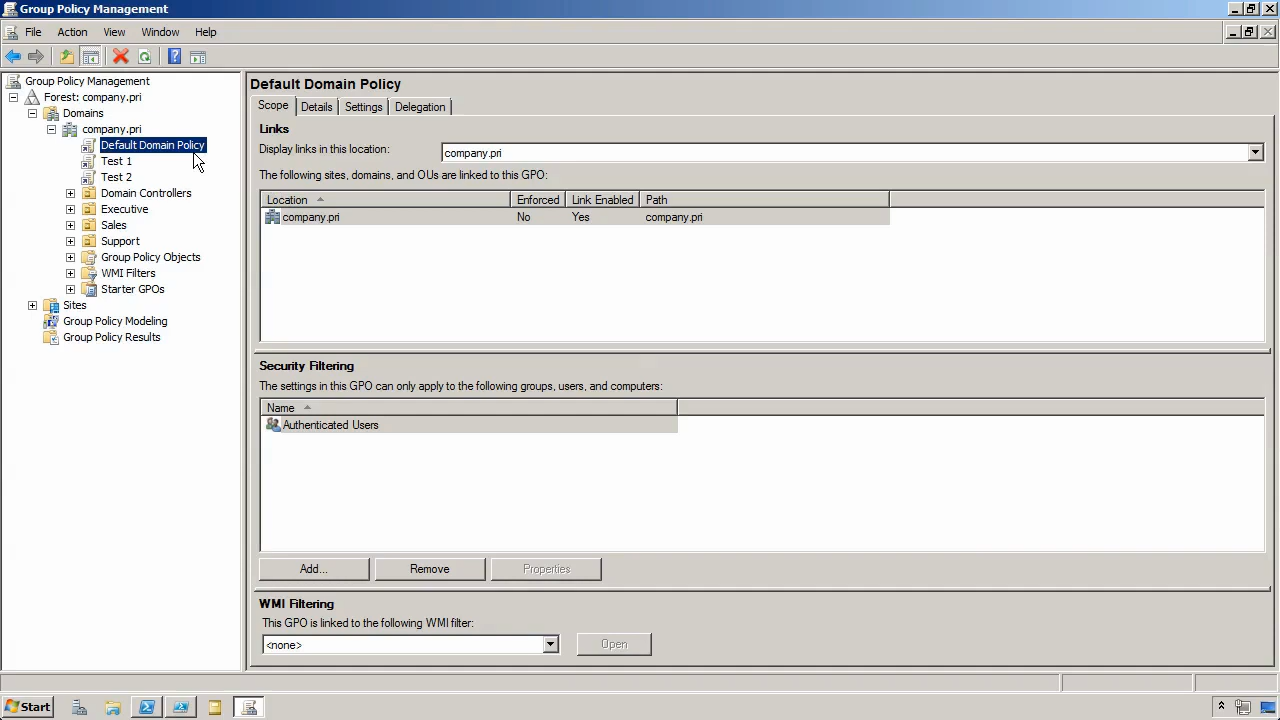 Group Policy Management
File Action View Window Help
Group Policy Management
Forest: company.pri
Domains
company.pri
Default Domain Policy
Test 1
Test 2
Domain Controllers
Executive
Sales
Support
Group Policy Objects
WMI Filters
Starter GPOs
Sites
Group Policy Modeling
Group Policy Results
Default Domain Policy
Scope Details Settings Delegation
Links
Display links in this location: company.pri
The following sites, domains, and OUs are linked to this GPO:
Location Enforced Link Enabled Path
company.pri No Yes company.pri
Security Filtering
The settings in this GPO can only apply to the following groups, users, and computers:
Name
Authenticated Users
Add... Remove Properties
WMI Filtering
This GPO is linked to the following WMI filter:
<none> Open
Start